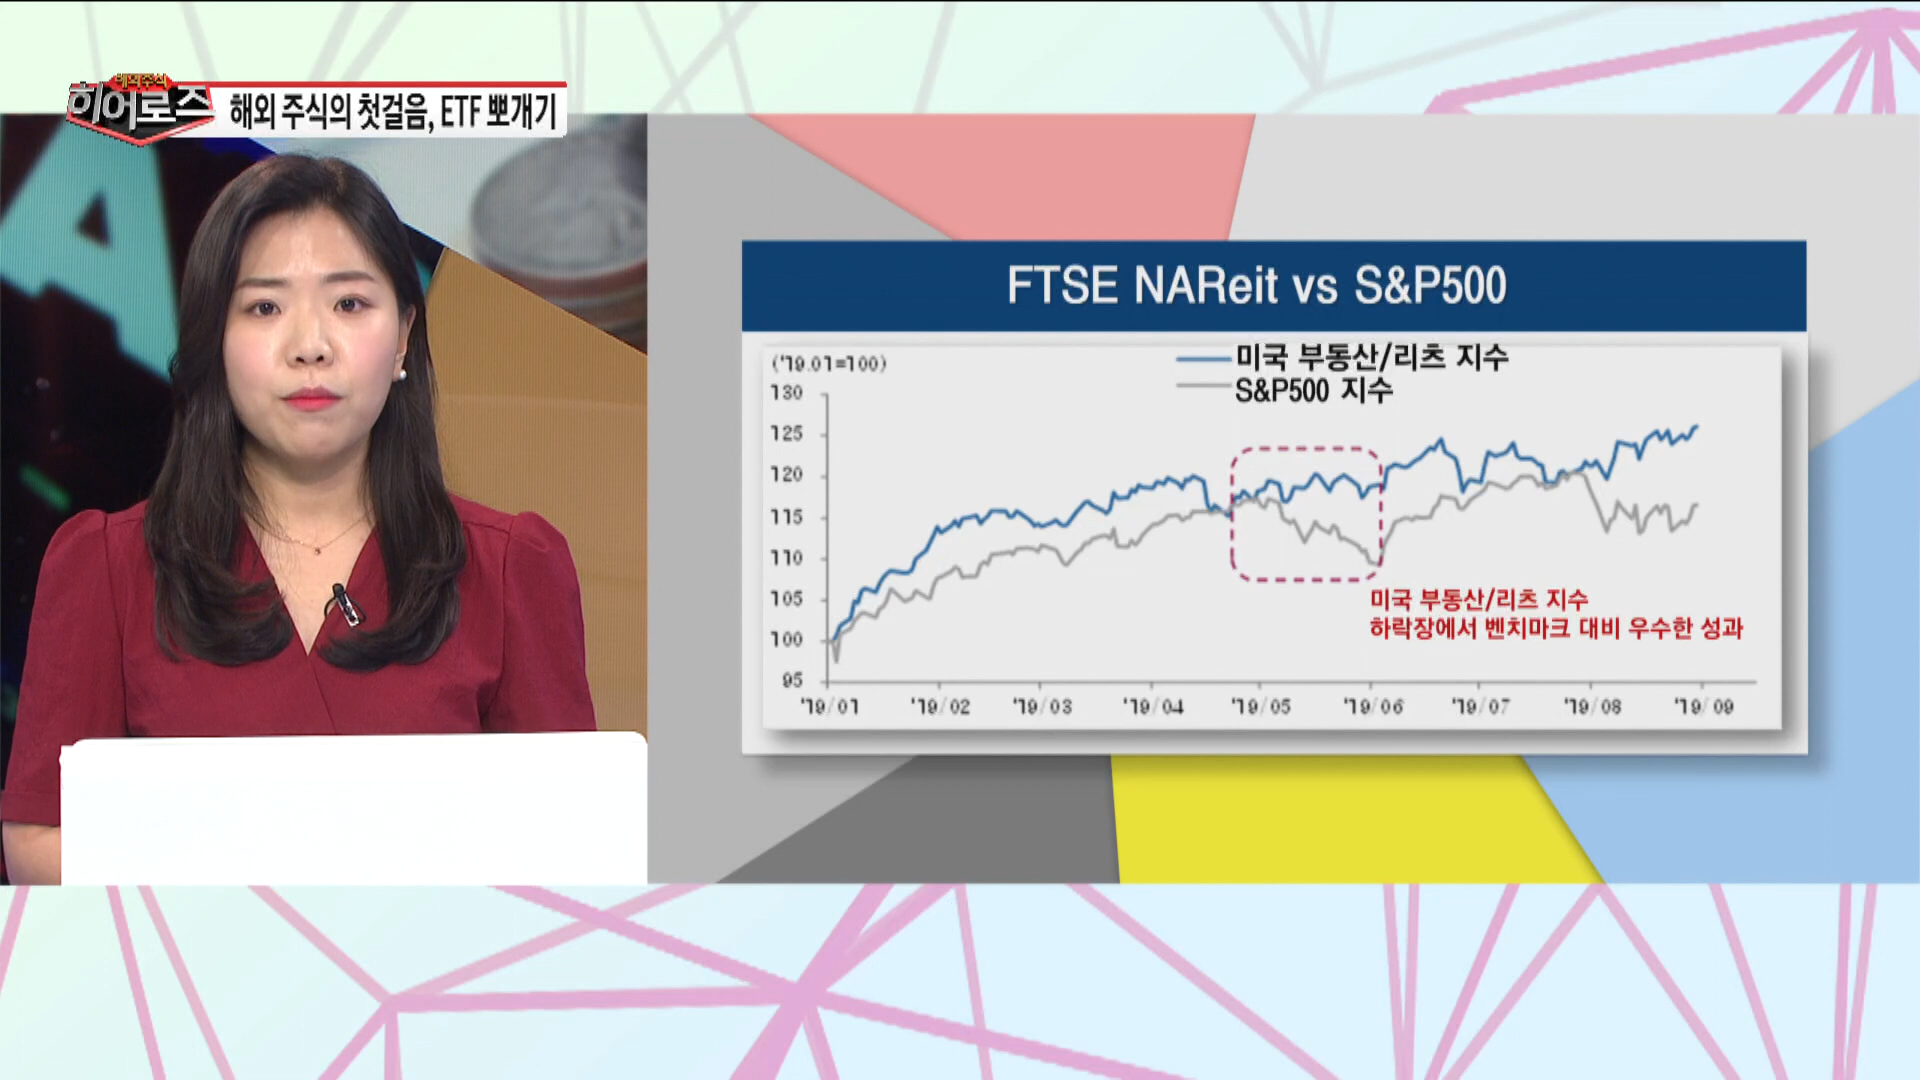 해외주식
히어로즈
해외 주식의 첫걸음, ETF 뽀개기
FTSE NAReit vs S&P500
('19.01=100)
미국 부동산/리츠 지수
S&P500 지수
130
125
120
115
110
105
100
95
미국 부동산/리츠 지수
하락장에서 벤치마크 대비 우수한 성과
'19/01 '19/02 '19/03 '19/04 '19/05 '19/06 '19/07 '19/08 '19/09
A